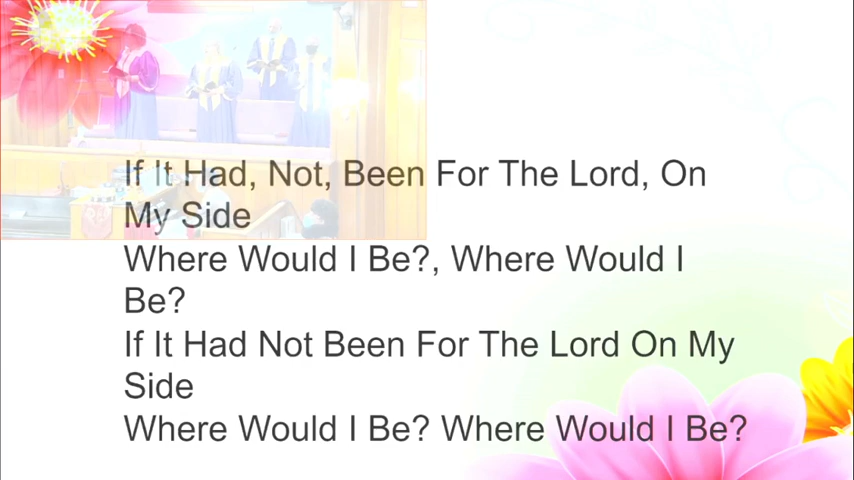 If It Had, Not, Been For The Lord, On
My Side
Where Would I Be?, Where Would I
Be?
If It Had Not Been For The Lord On My
Side
Where Would I Be? Where Would I Be?